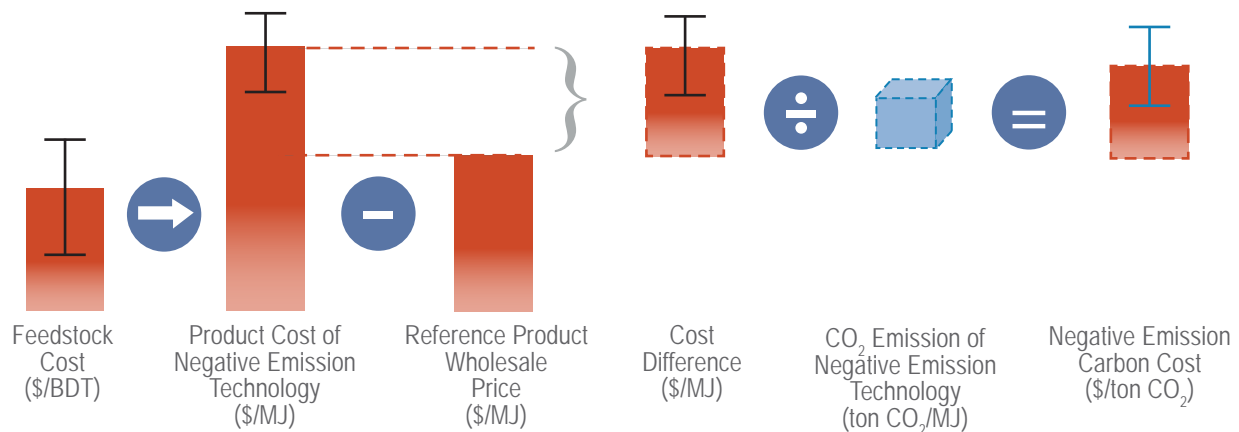 Feedstock
Cost
($/BDT)
Product Cost of
Negative Emission
Technology
($/MJ)
Reference Product
Wholesale
Price
($/MJ)
Cost
Difference
($/MJ)
CO₂ Emission of
Negative Emission
Technology
(ton CO₂/MJ)
Negative Emission
Carbon Cost
($/ton CO₂)